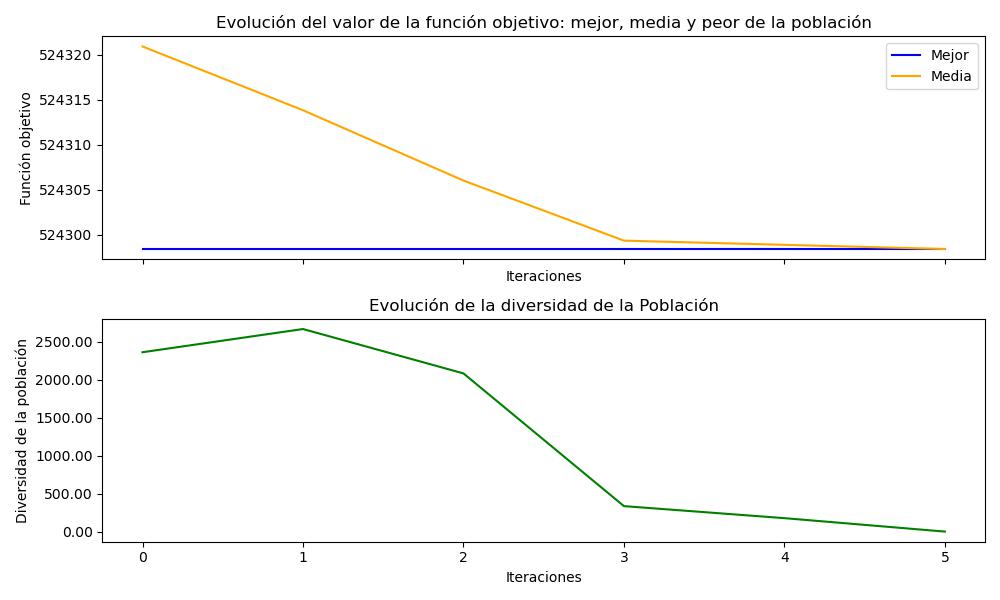 Evolución del valor de la función objetivo: mejor, media y peor de la población
Función objetivo
524320
524315
524310
524305
524300
Mejor
Media
Iteraciones
Evolución de la diversidad de la Población
Diversidad de la población
2500.00
2000.00
1500.00
1000.00
500.00
0.00
0 1 2 3 4 5
Iteraciones